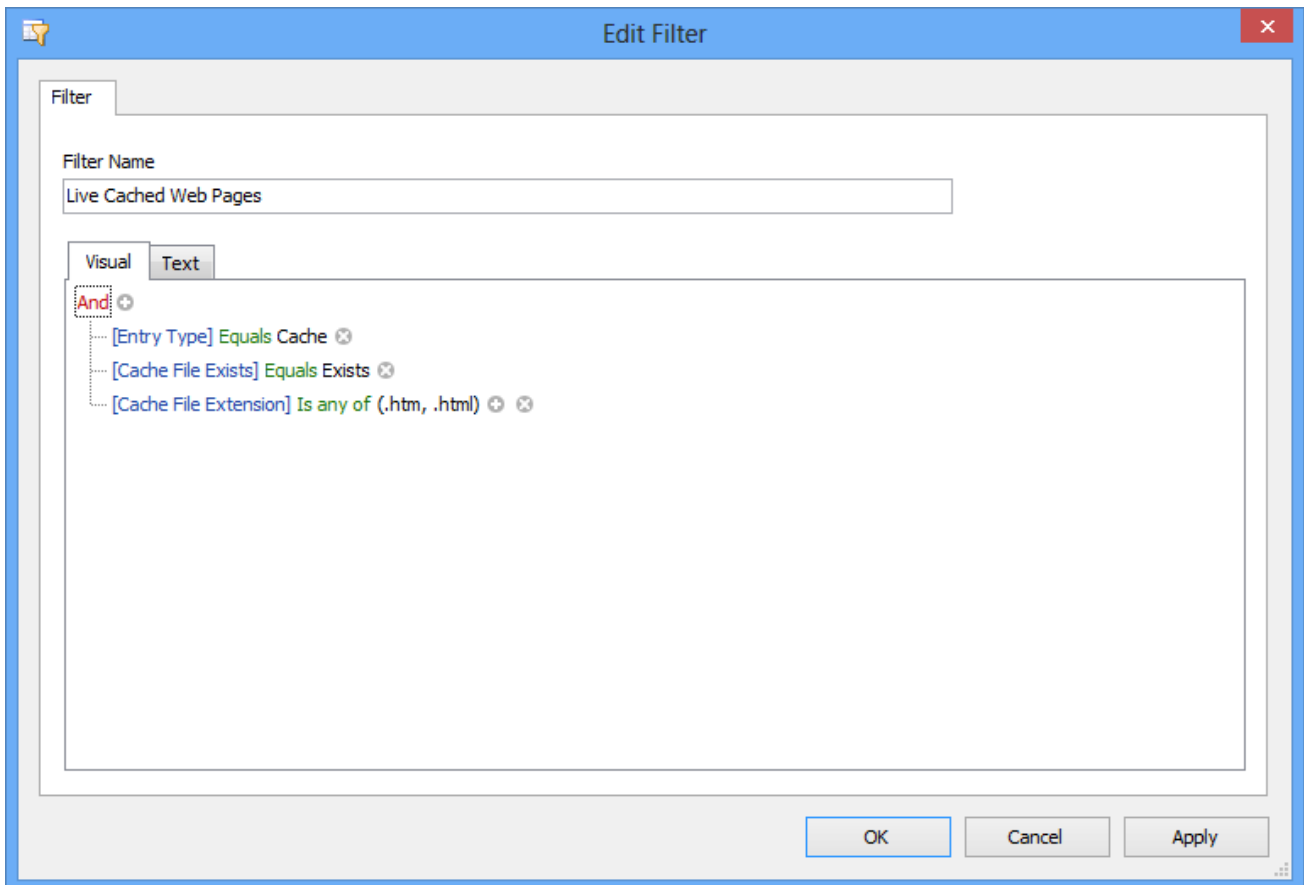 Edit Filter
Filter
Filter Name
Live Cached Web Pages
Visual Text
And
[Entry Type] Equals Cache
[Cache File Exists] Equals Exists
[Cache File Extension] Is any of (.htm, .html)
OK Cancel Apply